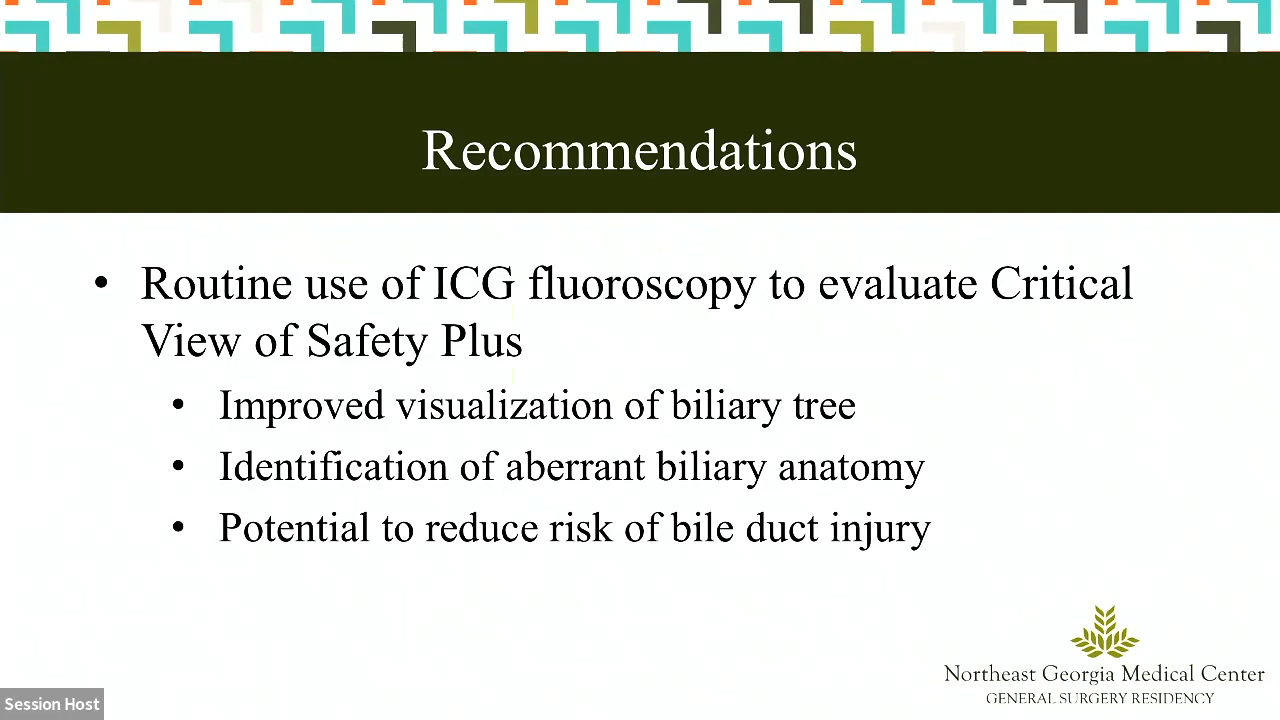 Recommendations
• Routine use of ICG fluoroscopy to evaluate Critical
View of Safety Plus
• Improved visualization of biliary tree
• Identification of aberrant biliary anatomy
• Potential to reduce risk of bile duct injury
Northeast Georgia Medical Center
GENERAL SURGERY RESIDENCY
Session Host